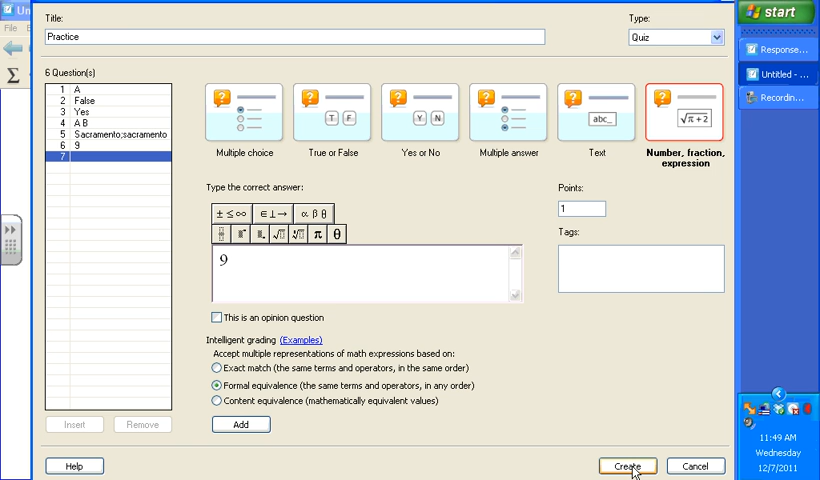 Un
File
Title:
Practice
Type:
Quiz
6 Question(s)
1 A
2 False
3 Yes
4 A B
5 Sacramento;sacramento
6 9
7
Multiple choice
T F
True or False
Y N
Yes or No
Multiple answer
abc_
Text
√π+2
Number, fraction,
expression
Type the correct answer:
± ≤ ∞
∈ ⊥ →
α β θ
π θ
9
Points:
1
Tags:
This is an opinion question
Intelligent grading (Examples)
Accept multiple representations of math expressions based on:
Exact match (the same terms and operators, in the same order)
Formal equivalence (the same terms and operators, in any order)
Content equivalence (mathematically equivalent values)
Insert
Remove
Add
Help
Create
Cancel
start
Response...
Untitled - ...
Recordin...
11:49 AM
Wednesday
12/7/2011